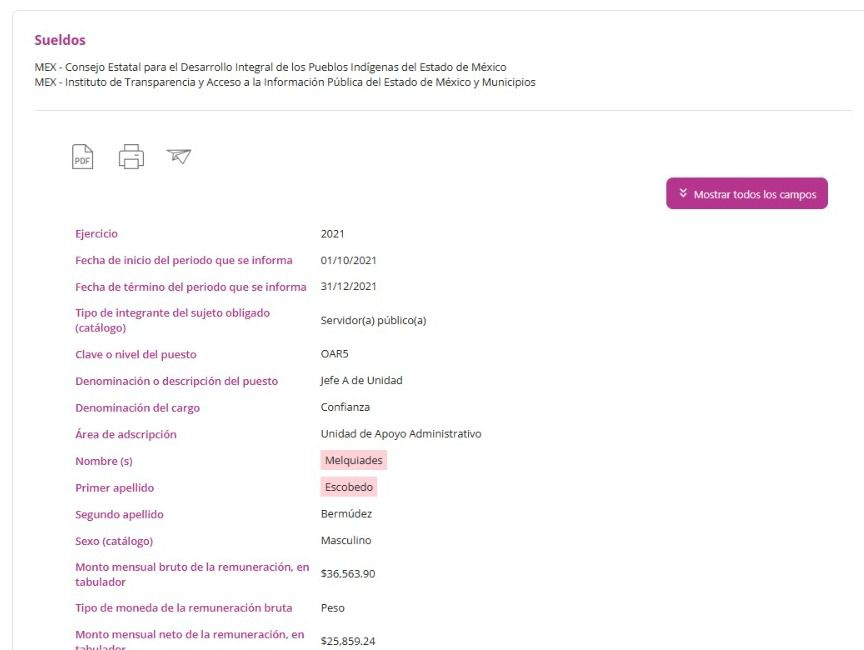 Sueldos
MEX - Consejo Estatal para el Desarrollo Integral de los Pueblos Indígenas del Estado de México
MEX - Instituto de Transparencia y Acceso a la Información Pública del Estado de México y Municipios
PDF
Mostrar todos los campos
Ejercicio 2021
Fecha de inicio del periodo que se informa 01/10/2021
Fecha de término del periodo que se informa 31/12/2021
Tipo de integrante del sujeto obligado
(catálogo) Servidor(a) público(a)
Clave o nivel del puesto OAR5
Denominación o descripción del puesto Jefe A de Unidad
Denominación del cargo Confianza
Área de adscripción Unidad de Apoyo Administrativo
Nombre (s) Melquiades
Primer apellido Escobedo
Segundo apellido Bermúdez
Sexo (catálogo) Masculino
Monto mensual bruto de la remuneración, en
tabulador $36,563.90
Tipo de moneda de la remuneración bruta Peso
Monto mensual neto de la remuneración, en
tabulador $25,859.24